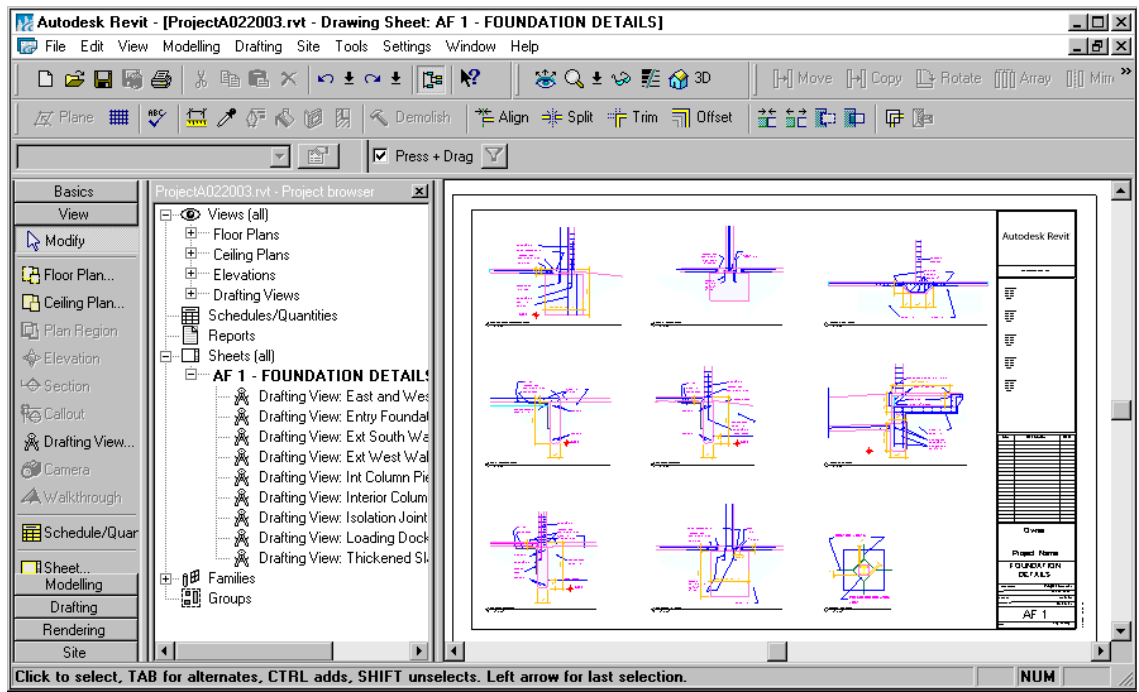 Autodesk Revit - [ProjectA022003.rvt - Drawing Sheet: AF 1 - FOUNDATION DETAILS]
File Edit View Modelling Drafting Site Tools Settings Window Help
3D Move Copy Rotate Array Mirr
Plane ABC Demolish Align Split Trim Offset
Press + Drag
Basics
View
Modify
Floor Plan...
Ceiling Plan...
Plan Region
Elevation
Section
Callout
Drafting View...
Camera
Walkthrough
Schedule/Quar
Sheet...
Modelling
Drafting
Rendering
Site
ProjectA022003.rvt - Project browser
Views (all)
Floor Plans
Ceiling Plans
Elevations
Drafting Views
Schedules/Quantities
Reports
Sheets (all)
AF 1 - FOUNDATION DETAILS
Drafting View: East and Wes
Drafting View: Entry Foundat
Drafting View: Ext South Wa
Drafting View: Ext West Wal
Drafting View: Int Column Pie
Drafting View: Interior Colum
Drafting View: Isolation Joint
Drafting View: Loading Dock
Drafting View: Thickened Sl
Families
Groups
Autodesk Revit
Owner
Project Name
FOUNDATION
DETAILS
AF 1
Click to select, TAB for alternates, CTRL adds, SHIFT unselects. Left arrow for last selection.
NUM